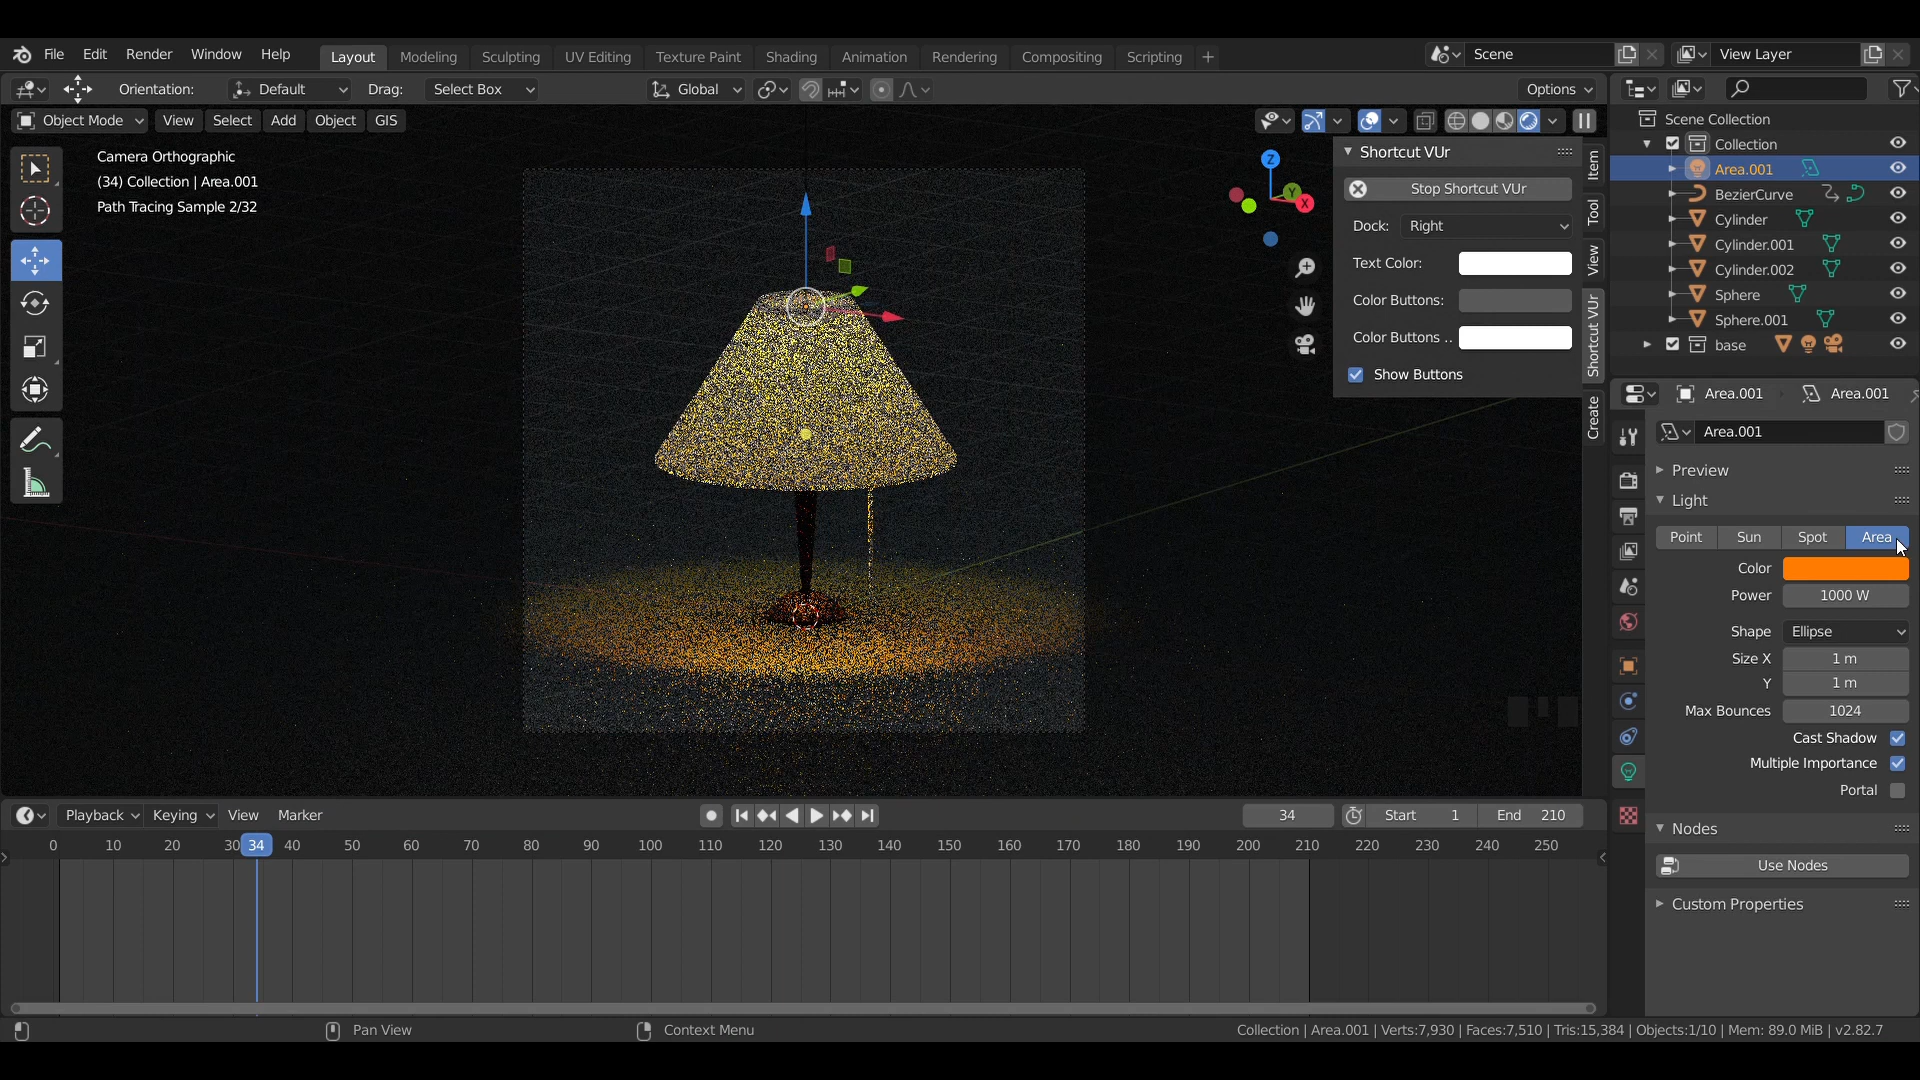 File Edit Render Window Help Layout Modeling Sculpting UV Editing Texture Paint Shading Animation Rendering Compositing Scripting + Scene View Layer
Orientation: Default Drag: Select Box Global Options
Object Mode View Select Add Object GIS
Camera Orthographic
(34) Collection | Area.001
Path Tracing Sample 2/32
Z
Y
X
Shortcut VUr
Stop Shortcut VUr
Dock: Right
Text Color:
Color Buttons:
Color Buttons ..
Show Buttons
Item
Tool
View
Shortcut VUr
Create
Scene Collection
Collection
Area.001
BezierCurve
Cylinder
Cylinder.001
Cylinder.002
Sphere
Sphere.001
base
Area.001 Area.001
Area.001
Preview
Light
Point Sun Spot Area
Color
Power 1000 W
Shape Ellipse
Size X 1 m
Y 1 m
Max Bounces 1024
Cast Shadow
Multiple Importance
Portal
Nodes
Use Nodes
Custom Properties
Playback Keying View Marker 34 Start 1 End 210
0 10 20 30 34 40 50 60 70 80 90 100 110 120 130 140 150 160 170 180 190 200 210 220 230 240 250
Pan View Context Menu Collection | Area.001 | Verts:7,930 | Faces:7,510 | Tris:15,384 | Objects:1/10 | Mem: 89.0 MiB | v2.82.7